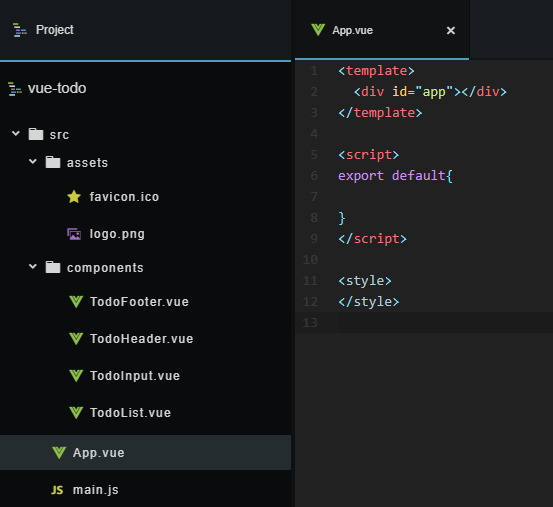 Project
vue-todo
src
assets
favicon.ico
logo.png
components
TodoFooter.vue
TodoHeader.vue
TodoInput.vue
TodoList.vue
App.vue
JS main.js
App.vue ×
1 <template>
2 <div id="app"></div>
3 </template>
4
5 <script>
6 export default{
7
8 }
9 </script>
10
11 <style>
12 </style>
13